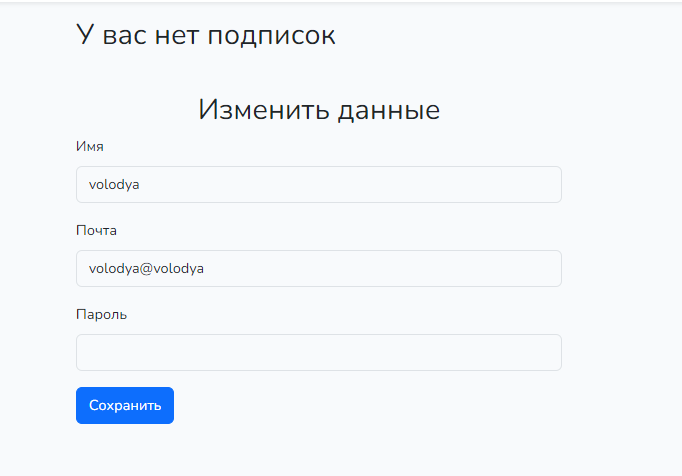 У вас нет подписок
Изменить данные
Имя
volodya
Почта
volodya@volodya
Пароль
Сохранить